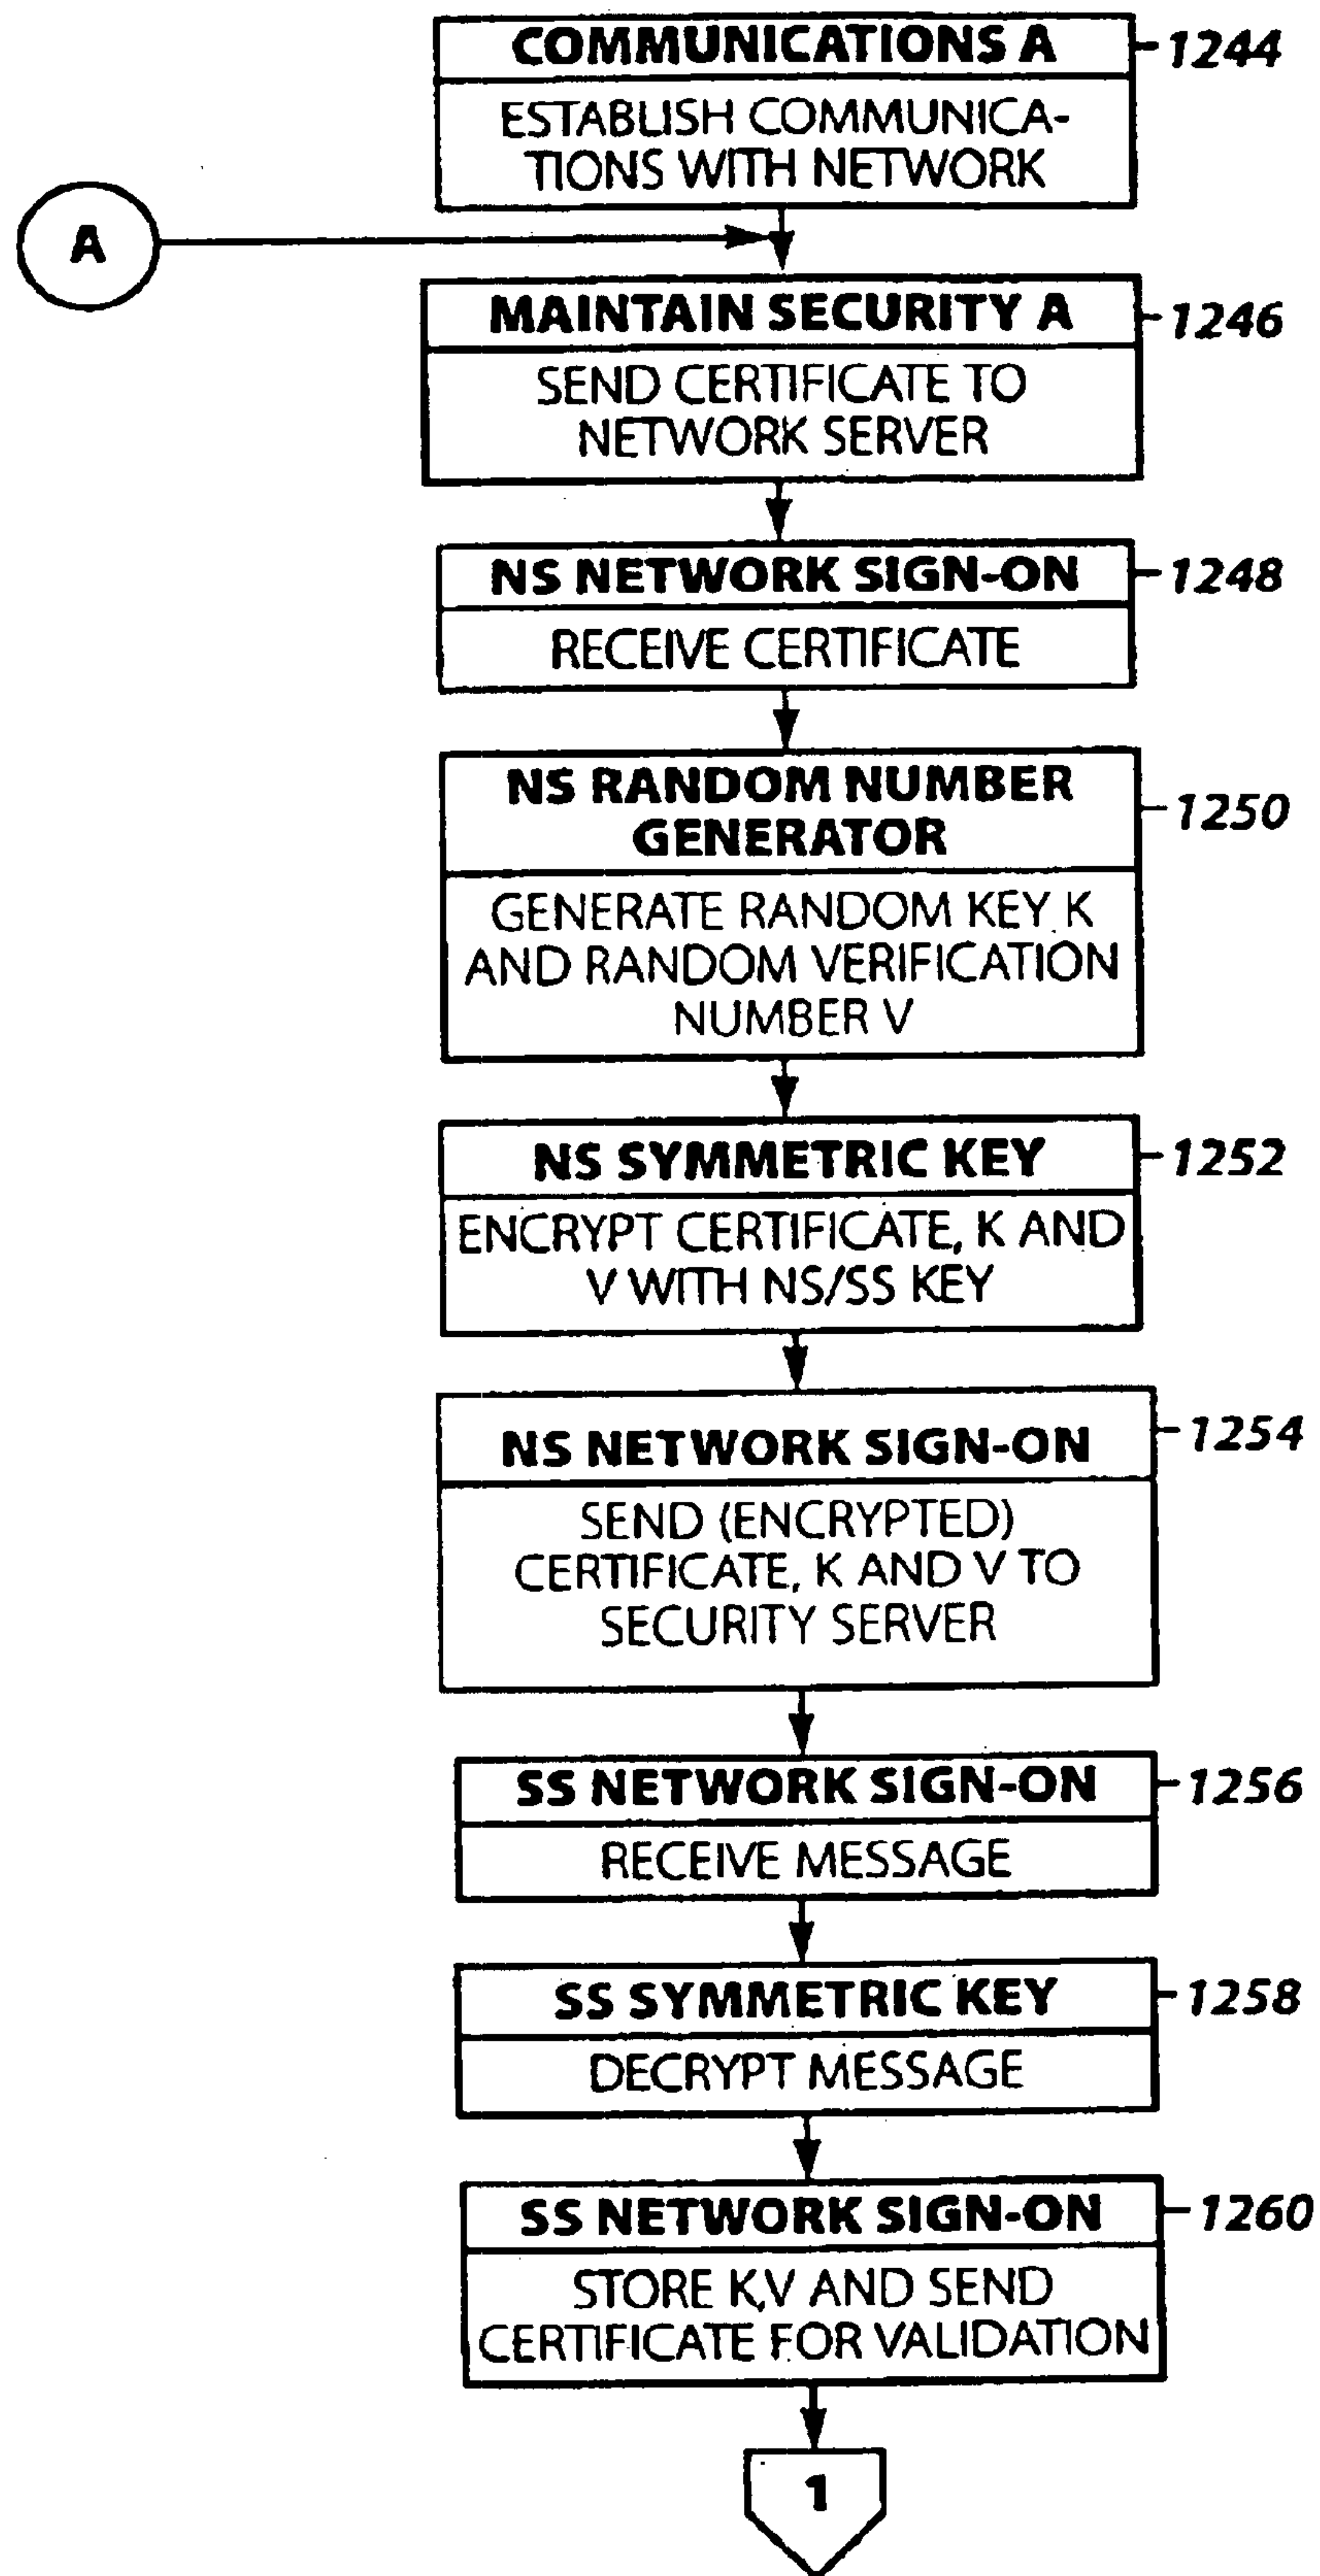 COMMUNICATIONS A
1244
ESTABLISH COMMUNICA-
TIONS WITH NETWORK
A
MAINTAIN SECURITY A
1246
SEND CERTIFICATE TO
NETWORK SERVER
NS NETWORK SIGN-ON
1248
RECEIVE CERTIFICATE
NS RANDOM NUMBER
GENERATOR
1250
GENERATE RANDOM KEY K
AND RANDOM VERIFICATION
NUMBER V
NS SYMMETRIC KEY
1252
ENCRYPT CERTIFICATE, K AND
V WITH NS/SS KEY
NS NETWORK SIGN-ON
1254
SEND (ENCRYPTED)
CERTIFICATE, K AND V TO
SECURITY SERVER
SS NETWORK SIGN-ON
1256
RECEIVE MESSAGE
SS SYMMETRIC KEY
1258
DECRYPT MESSAGE
SS NETWORK SIGN-ON
1260
STORE K,V AND SEND
CERTIFICATE FOR VALIDATION
1